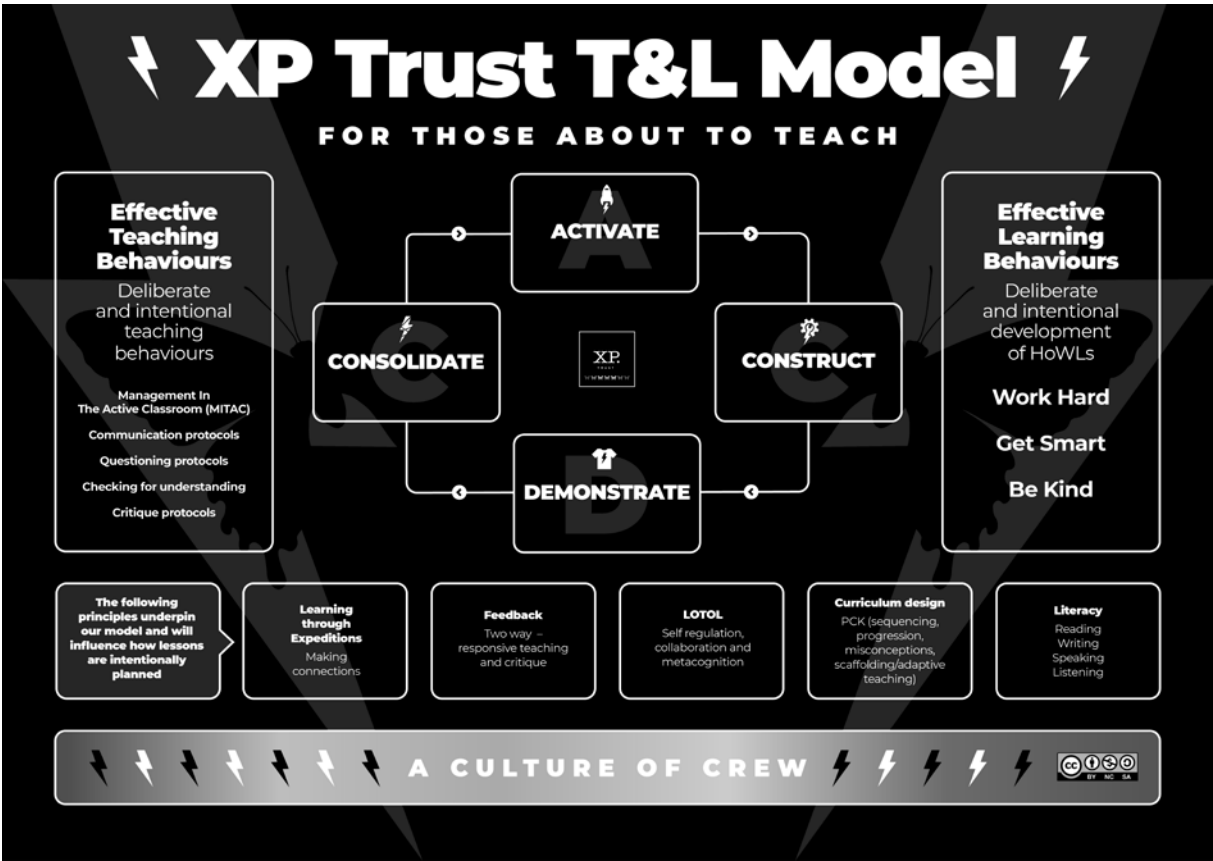 XP Trust T&L Model
FOR THOSE ABOUT TO TEACH
Effective
Teaching
Behaviours
Deliberate
and intentional
teaching
behaviours
Management In
The Active Classroom (MITAC)
Communication protocols
Questioning protocols
Checking for understanding
Critique protocols
A
ACTIVATE
C
CONSOLIDATE
XP.
TRUST
C
CONSTRUCT
D
DEMONSTRATE
Effective
Learning
Behaviours
Deliberate
and intentional
development
of HoWLs
Work Hard
Get Smart
Be Kind
The following
principles underpin
our model and will
influence how lessons
are intentionally
planned
Learning
through
Expeditions
Making
connections
Feedback
Two way –
responsive teaching
and critique
LOTOL
Self regulation,
collaboration and
metacognition
Curriculum design
PCK (sequencing,
progression,
misconceptions,
scaffolding/adaptive
teaching)
Literacy
Reading
Writing
Speaking
Listening
A CULTURE OF CREW
cc
BY NC SA